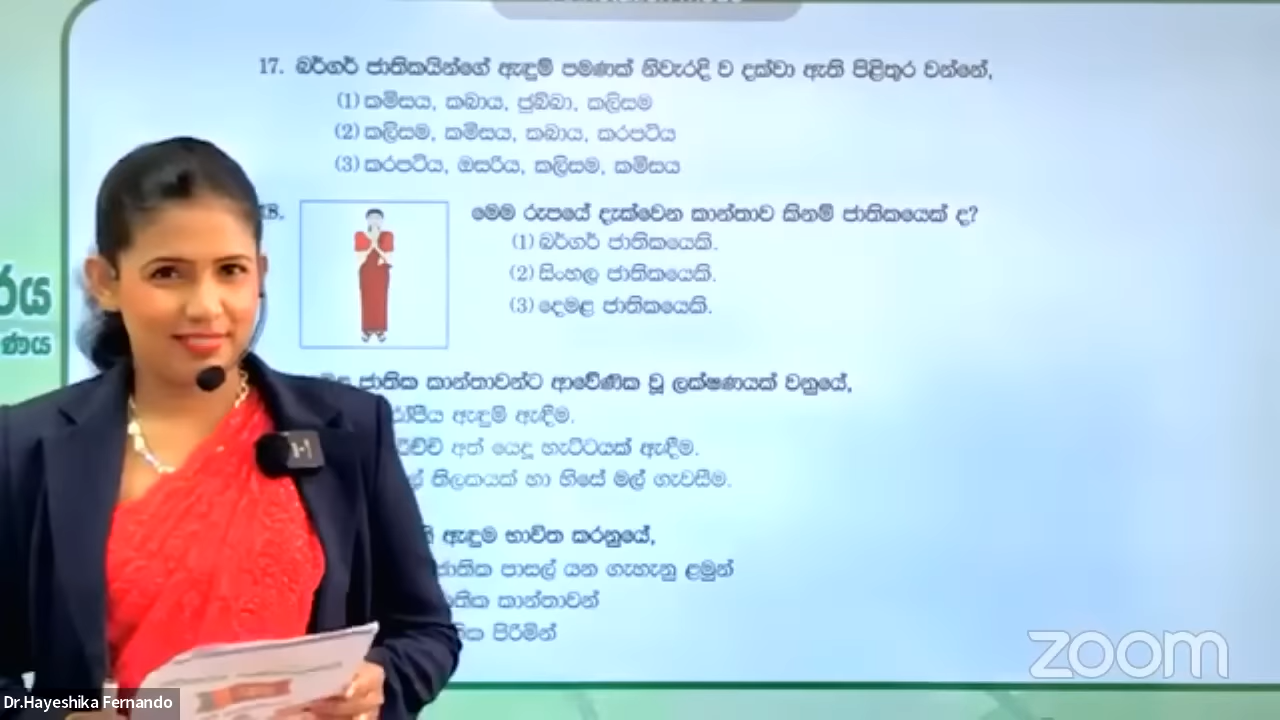 17. බර්ගර් ජාතිකයින්ගේ ඇඳුම් පමණක් නිවැරදි ව දක්වා ඇති පිළිතුර වන්නේ,
(1) කමිසය, කබාය, ජුබ්බා, කලිසම
(2) කලිසම, කමිසය, කබාය, කරපටිය
(3) කරපටිය, ඔසරිය, කලිසම, කමිසය
18.
මෙම රූපයේ දැක්වෙන කාන්තාව කිනම් ජාතිකයෙක් ද?
(1) බර්ගර් ජාතිකයෙකි.
(2) සිංහල ජාතිකයෙකි.
(3) දෙමළ ජාතිකයෙකි.
ජාතික කාන්තාවන්ට ආවේණික වූ ලක්ෂණයක් වනුයේ,
ඇඳුම් ඇඳීම.
අත් යෙදූ හැට්ටයක් ඇඳීම.
තිලකයක් හා හිසේ මල් ගැවසීම.
ඇඳුම භාවිත කරනුයේ,
ජාතික පාසල් යන ගැහැනු ළමුන්
කාන්තාවන්
පිරිමින්
ණය
zoom
Dr.Hayeshika Fernando